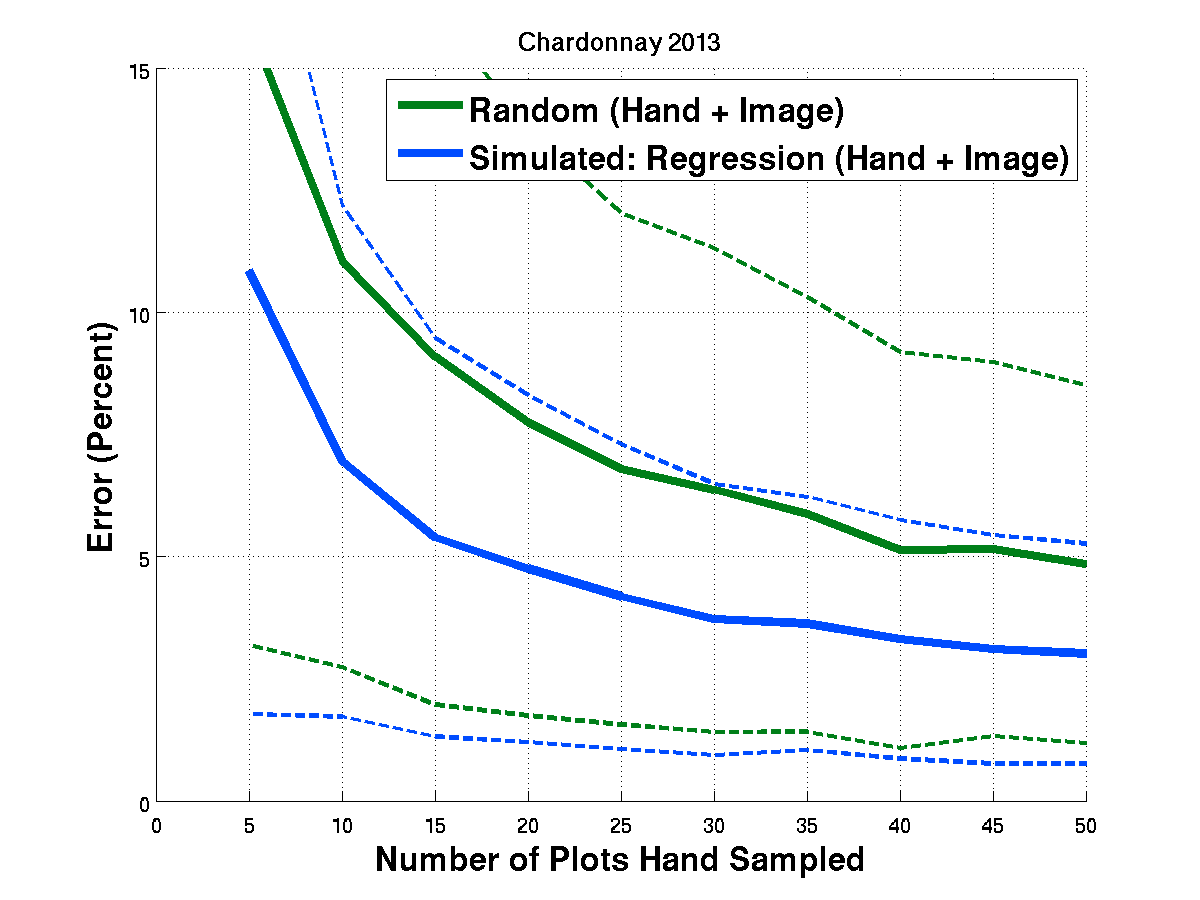 Chardonnay 2013
Random (Hand + Image)
Simulated: Regression (Hand + Image)
Error (Percent)
15
10
5
0
0 5 10 15 20 25 30 35 40 45 50
Number of Plots Hand Sampled